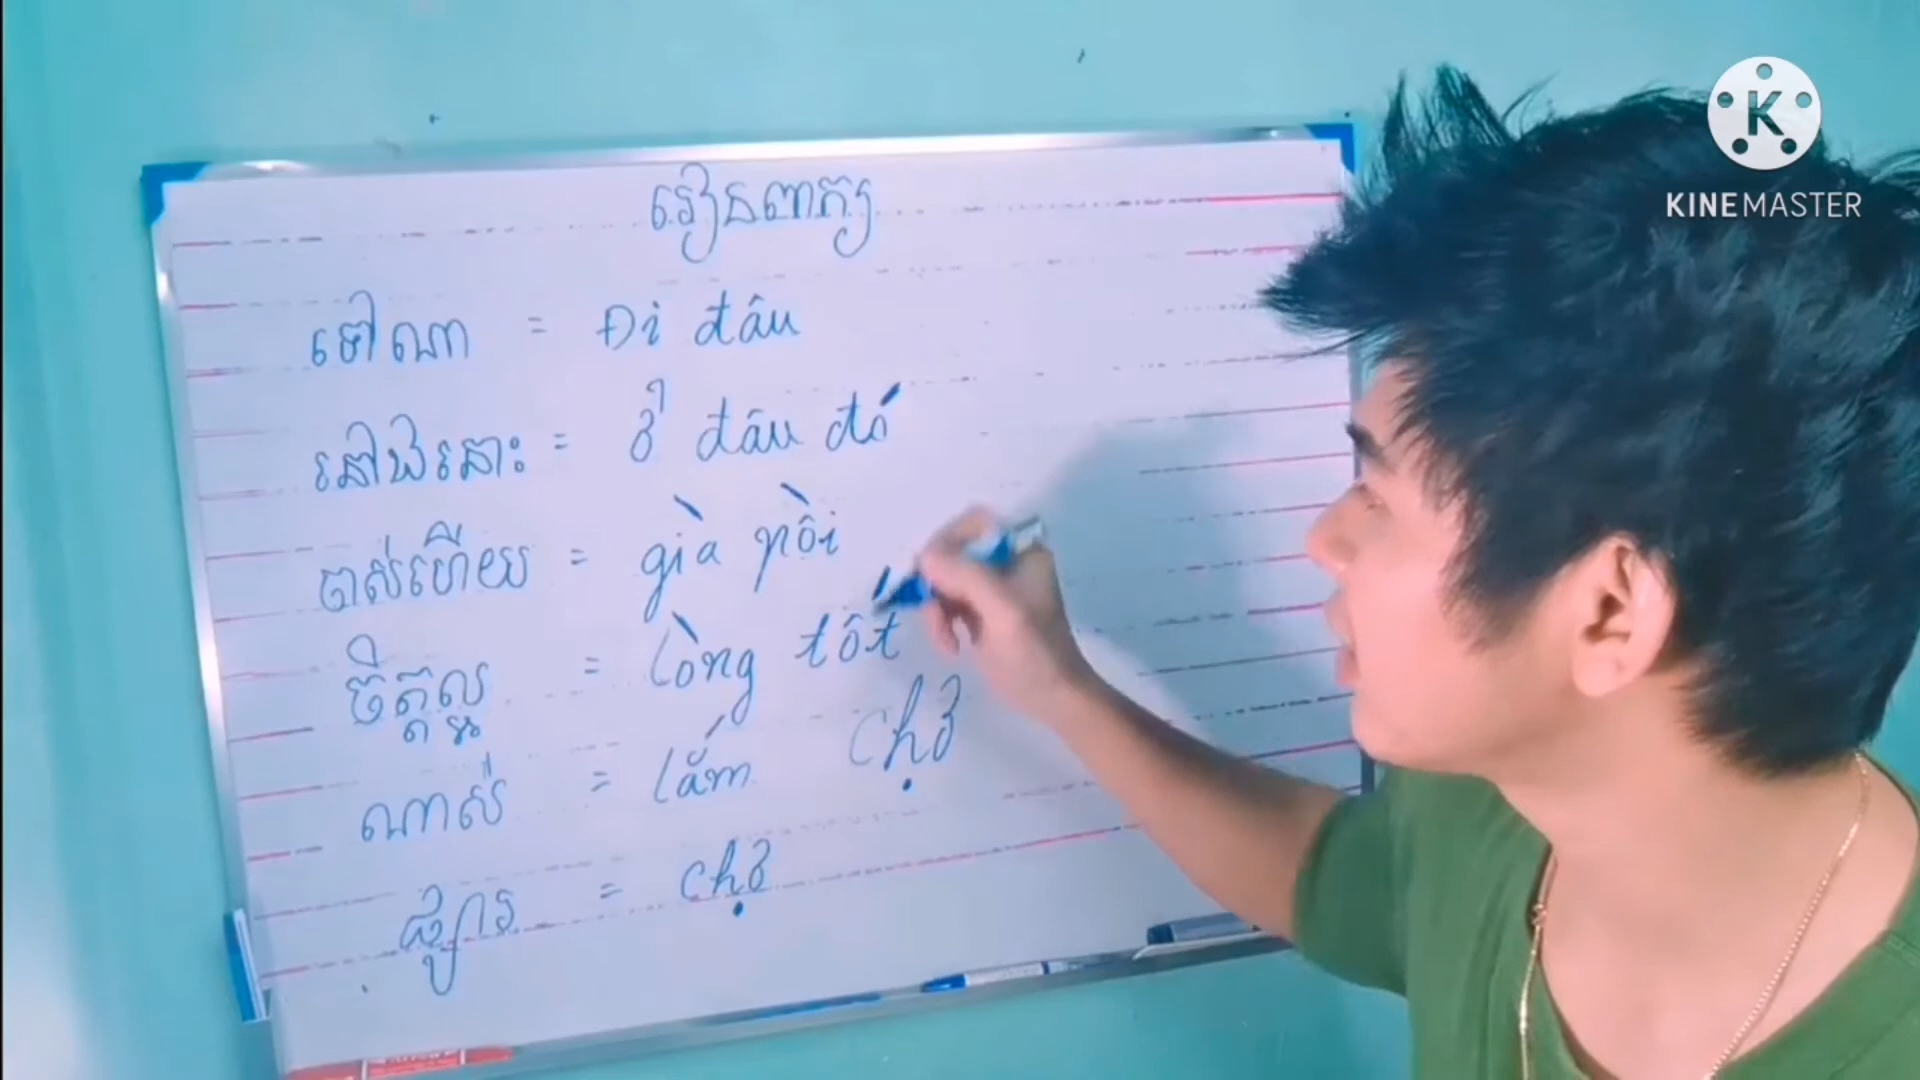 រៀនពាក្យ
ទៅណា = Đi đâu
នៅឯនោះ = ở đâu đó
ចាស់ហើយ = già rồi
ចិត្តល្អ = lòng tốt
ណាស់ = lắm chợ
ផ្សារ = chợ
K
KINEMASTER